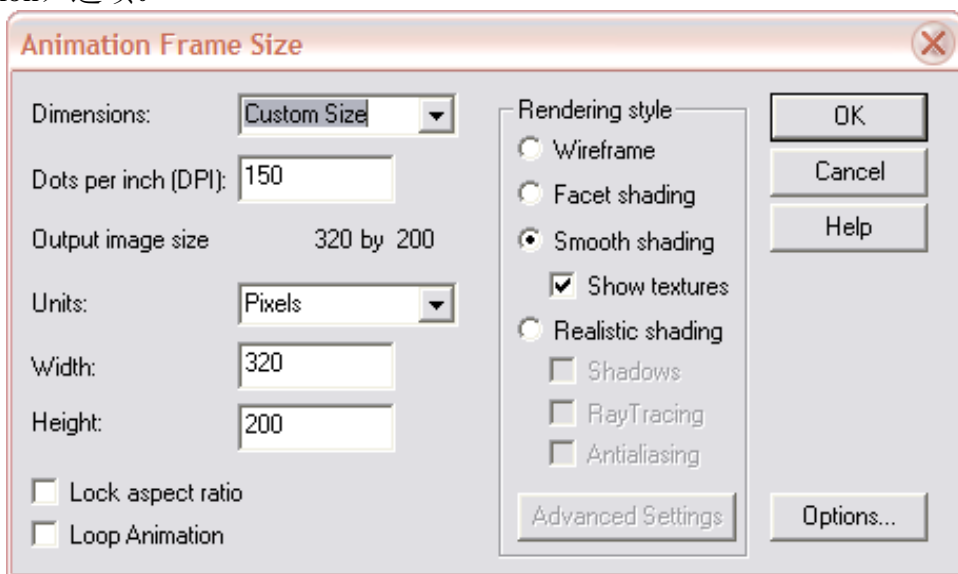 Animation Frame Size
Dimensions: Custom Size
Dots per inch (DPI): 150
Output image size 320 by 200
Units: Pixels
Width: 320
Height: 200
Lock aspect ratio
Loop Animation
Rendering style
Wireframe
Facet shading
Smooth shading
Show textures
Realistic shading
Shadows
RayTracing
Antialiasing
Advanced Settings
OK
Cancel
Help
Options...